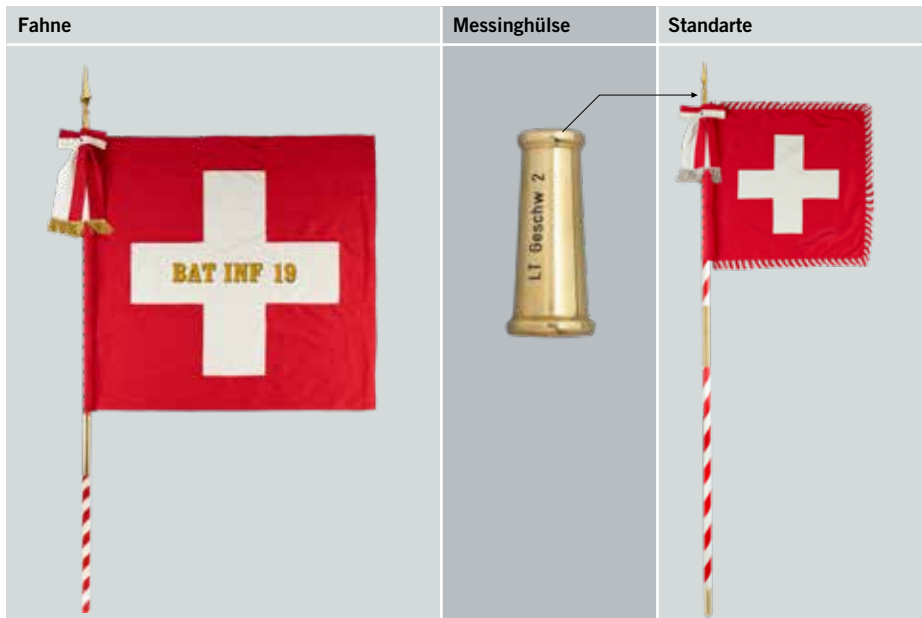 Fahne
Messinghülse
Standarte
BAT INF 19
LT Geschw 2